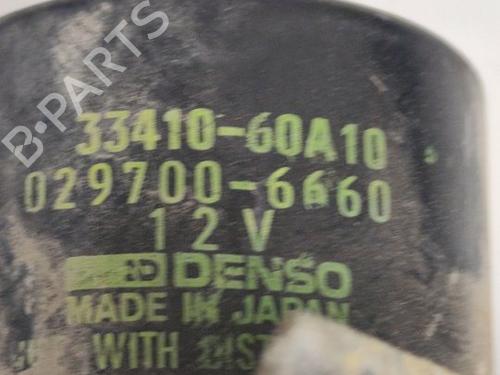 B-PARTS
33410-60A10
029700-6660
12V
DENSO
MADE IN JAPAN
WITH